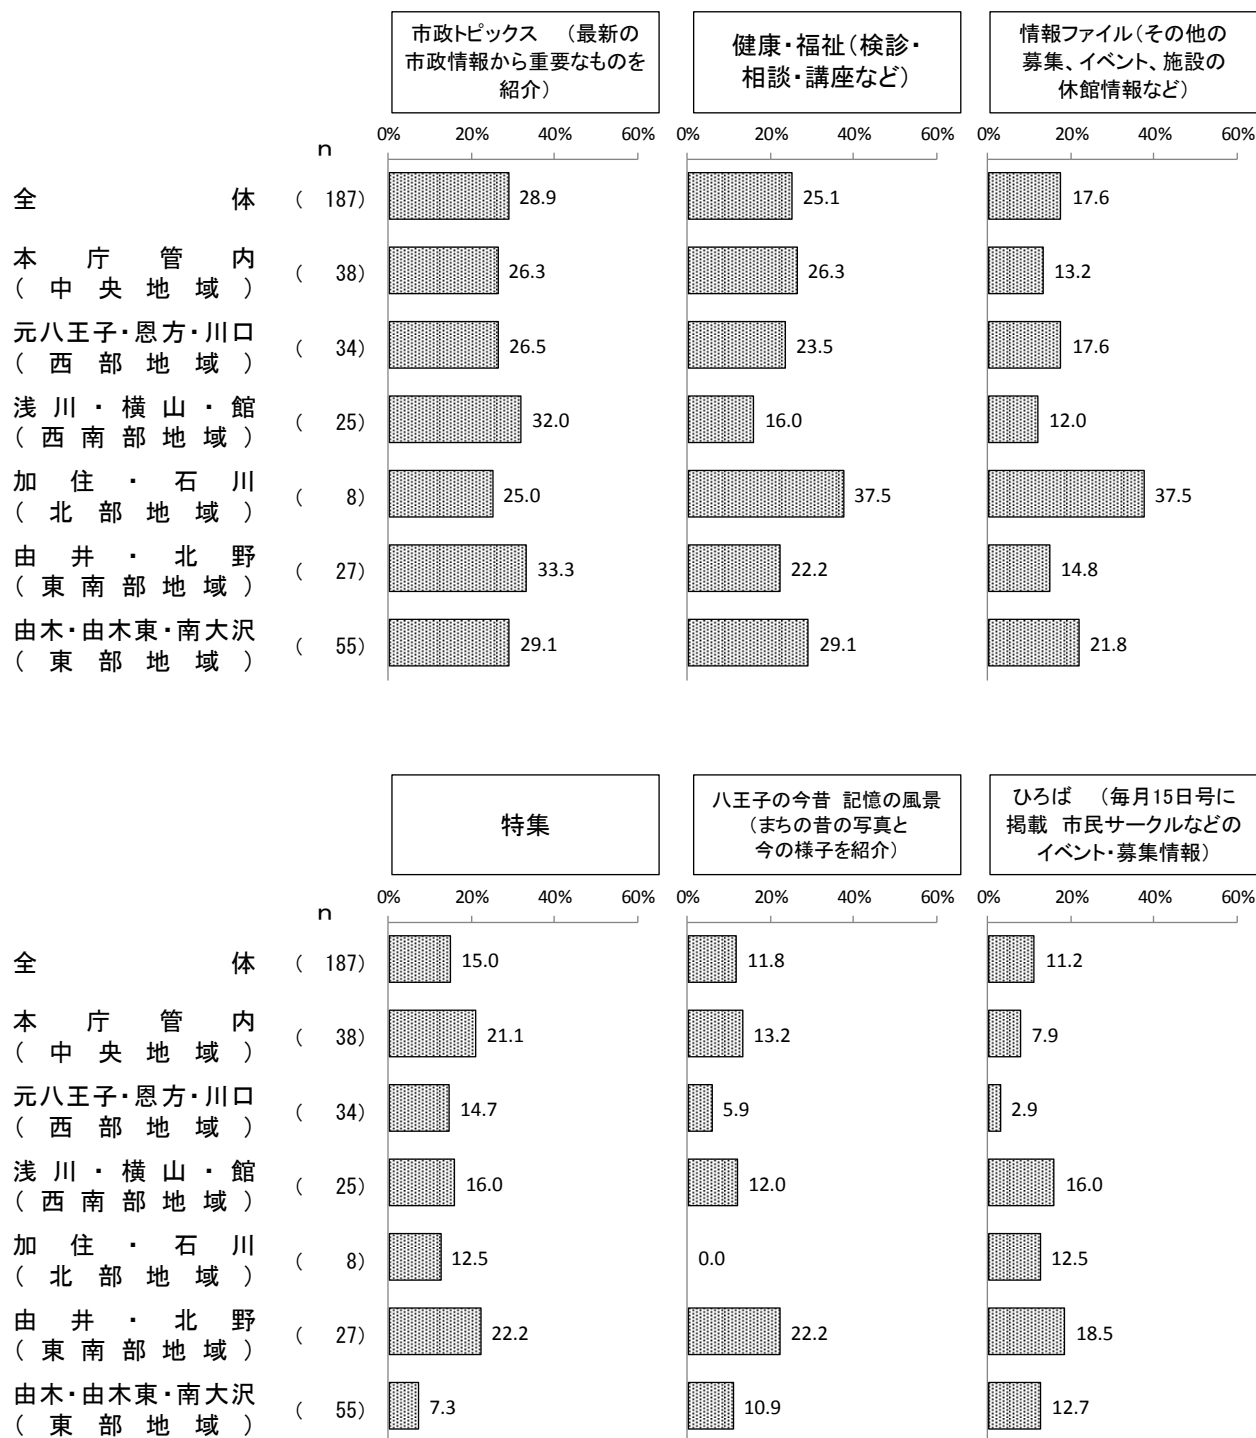 市政トピックス　（最新の
市政情報から重要なものを
紹介）
健康・福祉（検診・
相談・講座など）
情報ファイル（その他の
募集、イベント、施設の
休館情報など）
0% 20% 40% 60% 0% 20% 40% 60% 0% 20% 40% 60%
n
全体 ( 187) 28.9 25.1 17.6
本庁管内
(中央地域) ( 38) 26.3 26.3 13.2
元八王子・恩方・川口
(西部地域) ( 34) 26.5 23.5 17.6
浅川・横山・館
(西南部地域) ( 25) 32.0 16.0 12.0
加住・石川
(北部地域) ( 8) 25.0 37.5 37.5
由井・北野
(東南部地域) ( 27) 33.3 22.2 14.8
由木・由木東・南大沢
(東部地域) ( 55) 29.1 29.1 21.8
特集
八王子の今昔 記憶の風景
（まちの昔の写真と
今の様子を紹介）
ひろば　（毎月15日号に
掲載 市民サークルなどの
イベント・募集情報）
0% 20% 40% 60% 0% 20% 40% 60% 0% 20% 40% 60%
n
全体 ( 187) 15.0 11.8 11.2
本庁管内
(中央地域) ( 38) 21.1 13.2 7.9
元八王子・恩方・川口
(西部地域) ( 34) 14.7 5.9 2.9
浅川・横山・館
(西南部地域) ( 25) 16.0 12.0 16.0
加住・石川
(北部地域) ( 8) 12.5 0.0 12.5
由井・北野
(東南部地域) ( 27) 22.2 22.2 18.5
由木・由木東・南大沢
(東部地域) ( 55) 7.3 10.9 12.7